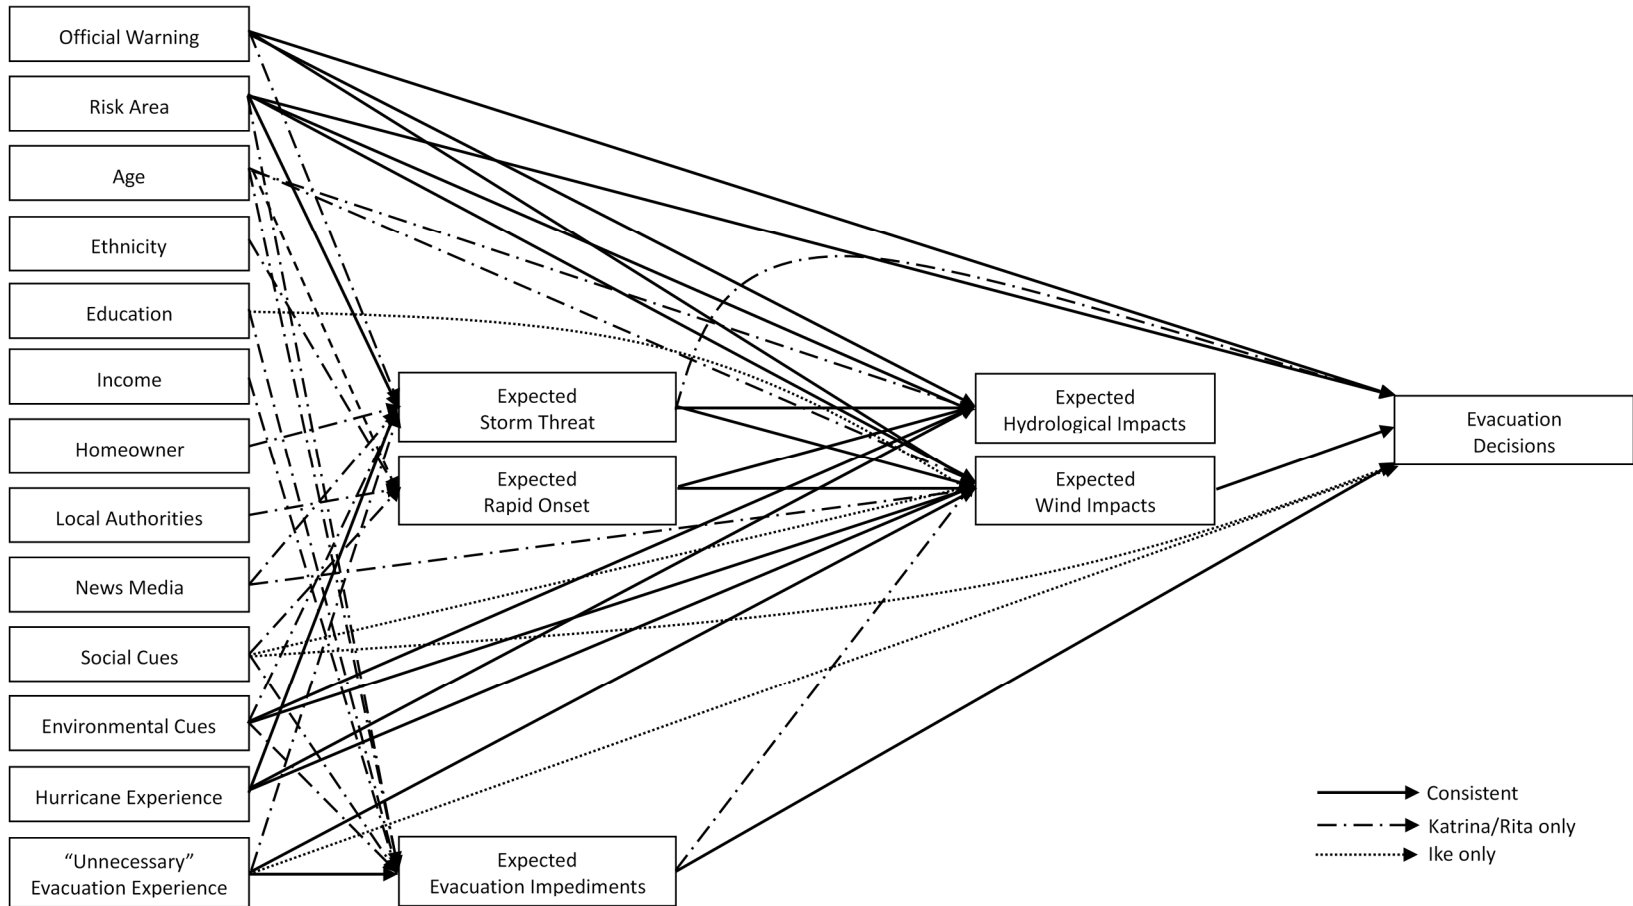 Official Warning
Risk Area
Age
Ethnicity
Education
Income
Homeowner
Local Authorities
News Media
Social Cues
Environmental Cues
Hurricane Experience
“Unnecessary”
Evacuation Experience
Expected
Storm Threat
Expected
Rapid Onset
Expected
Evacuation Impediments
Expected
Hydrological Impacts
Expected
Wind Impacts
Evacuation
Decisions
Consistent
Katrina/Rita only
Ike only